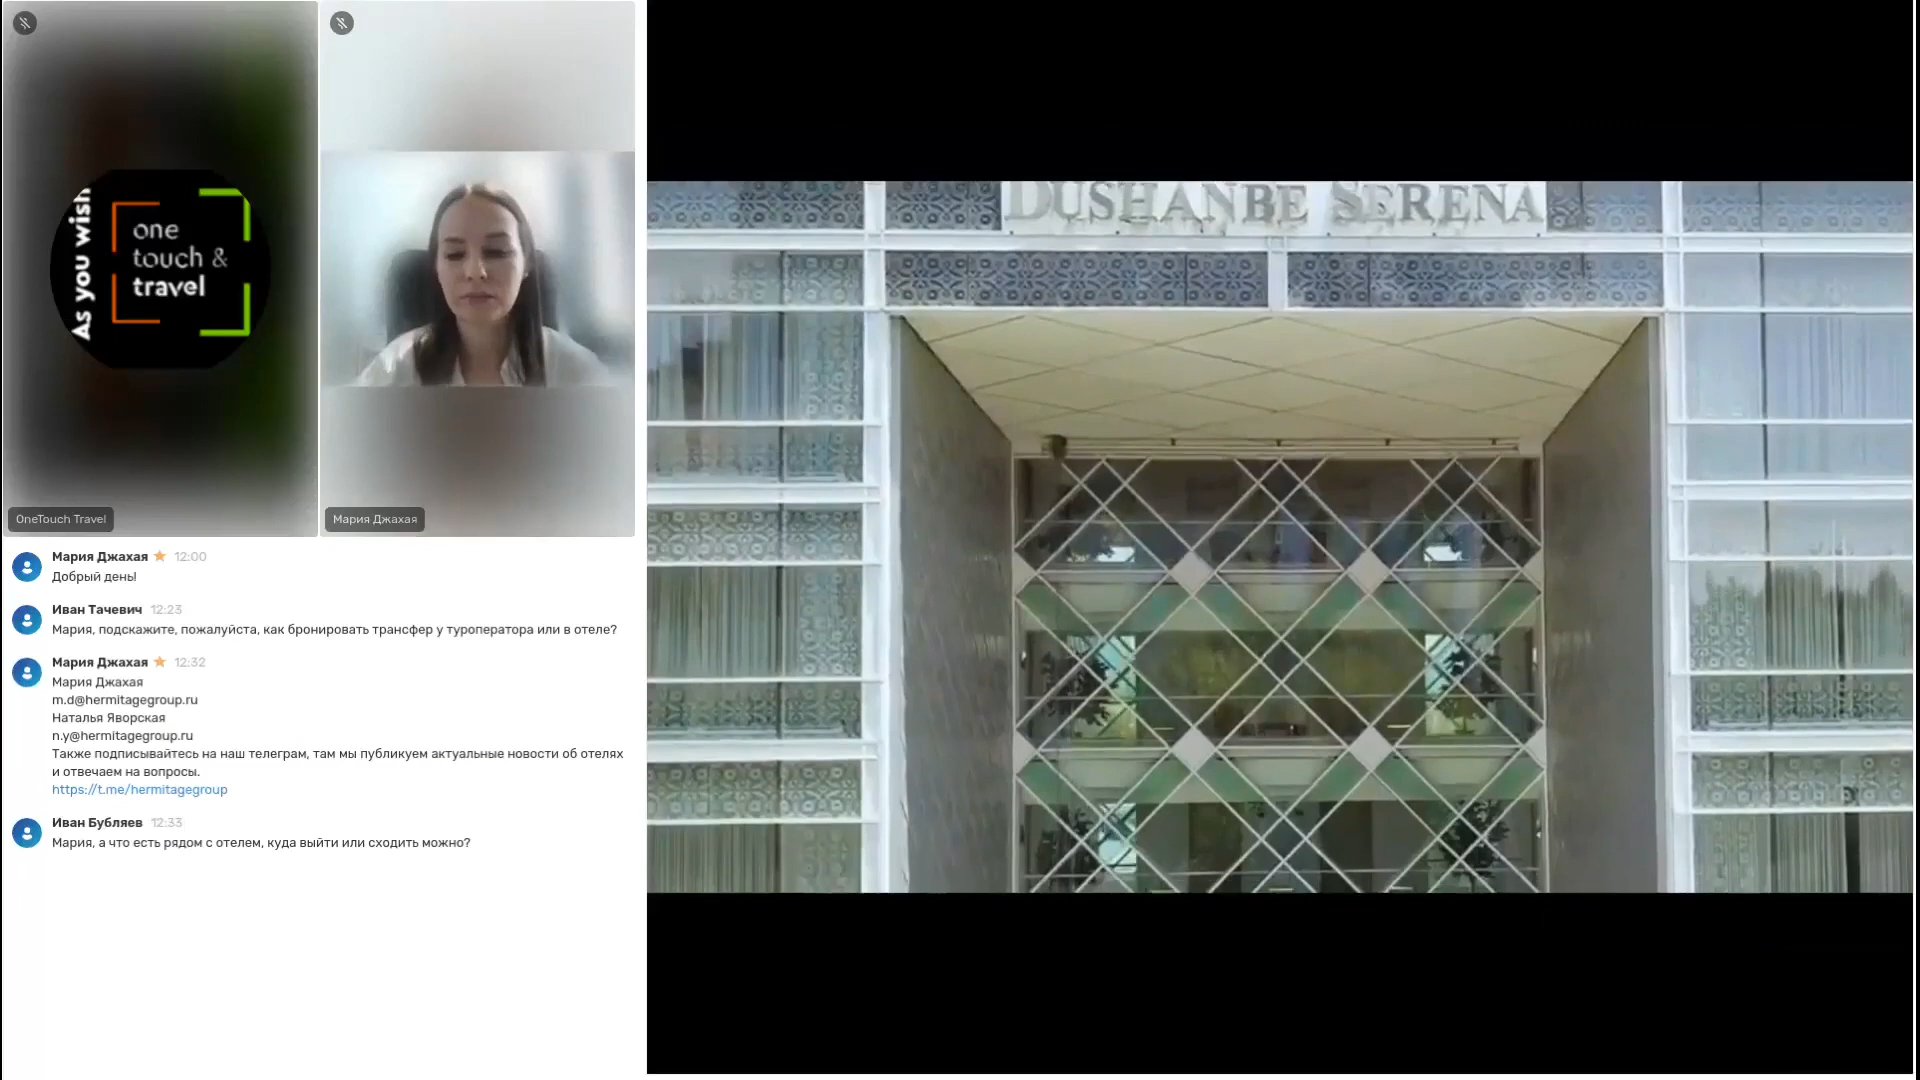 As you wish
one
touch &
travel
OneTouch Travel
Мария Джахая
DUSHANBE SERENA
Мария Джахая 12:00
Добрый день!
Иван Тачевич 12:23
Мария, подскажите, пожалуйста, как бронировать трансфер у туроператора или в отеле?
Мария Джахая 12:32
Мария Джахая
m.d@hermitagegroup.ru
Наталья Яворская
n.y@hermitagegroup.ru
Также подписывайтесь на наш телеграм, там мы публикуем актуальные новости об отелях
и отвечаем на вопросы.
https://t.me/hermitagegroup
Иван Бубляев 12:33
Мария, а что есть рядом с отелем, куда выйти или сходить можно?